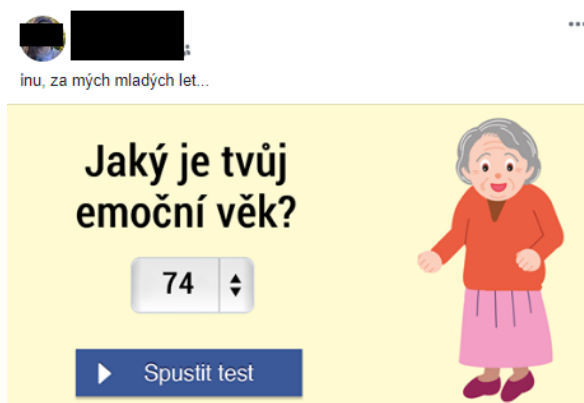 inu, za mých mladých let...
Jaký je tvůj
emoční věk?
74
Spustit test